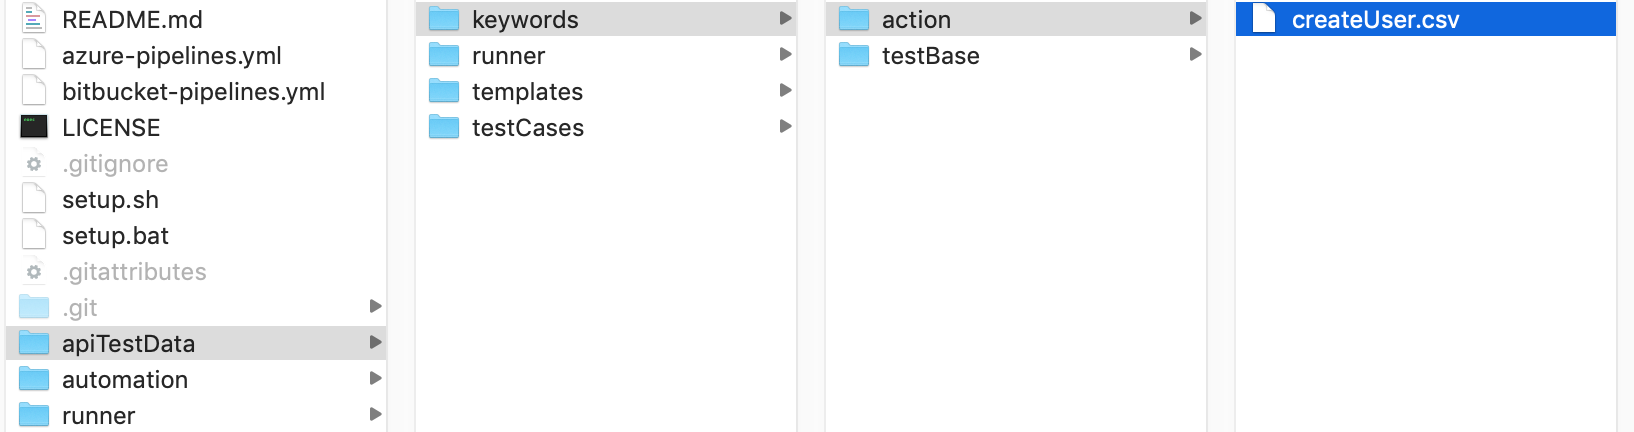 README.md
azure-pipelines.yml
bitbucket-pipelines.yml
LICENSE
.gitignore
setup.sh
setup.bat
.gitattributes
.git
apiTestData
automation
runner
keywords
runner
templates
testCases
action
testBase
createUser.csv